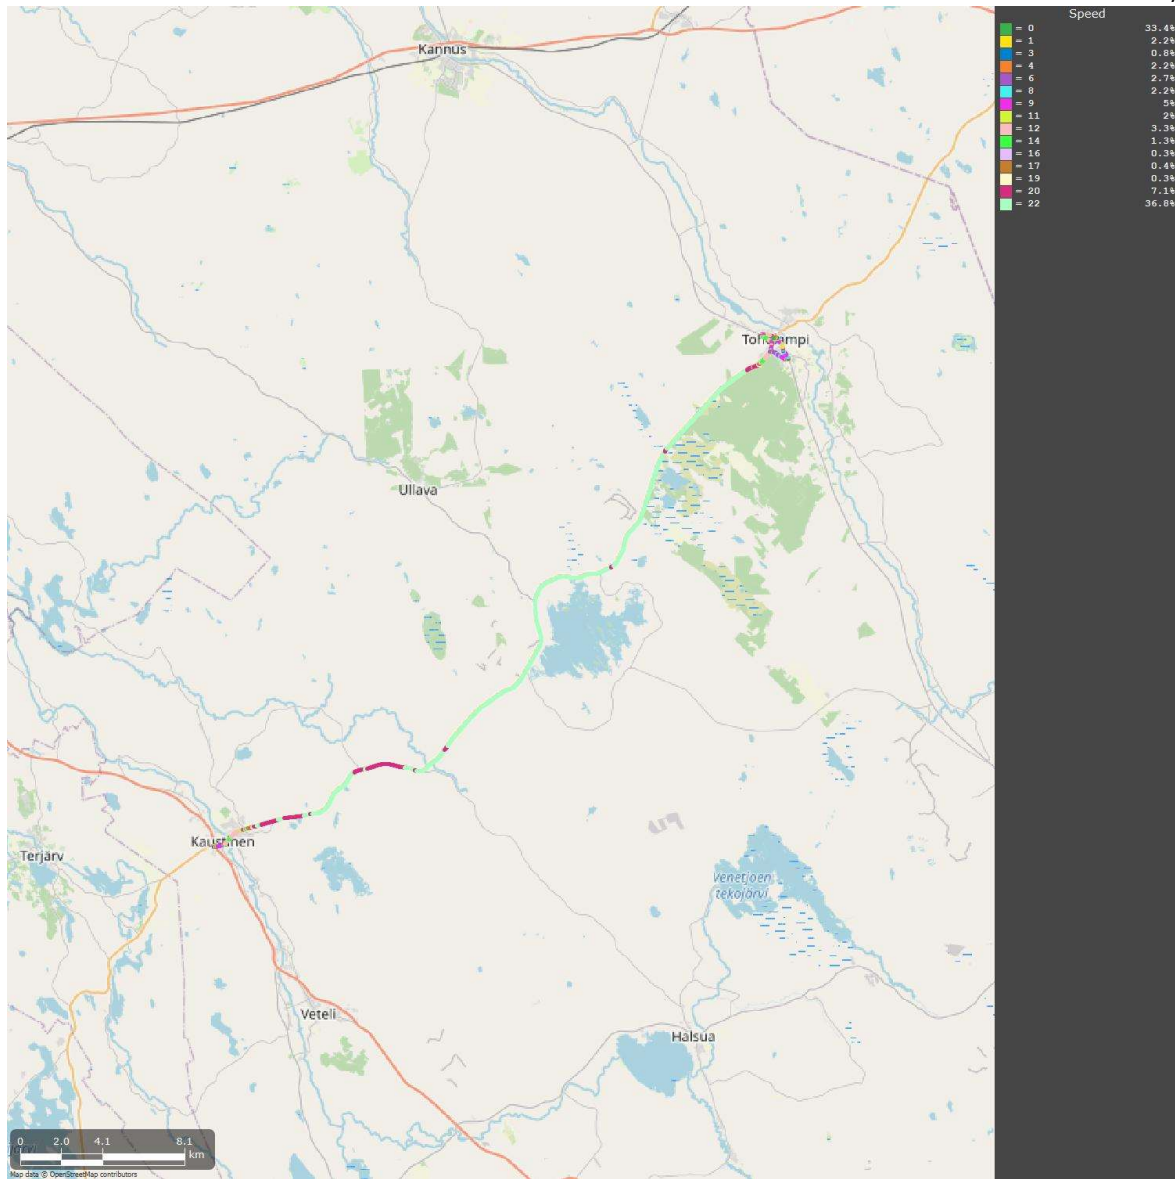 Speed
= 0 33.4%
= 1 2.2%
= 3 0.8%
= 4 2.2%
= 6 2.7%
= 8 2.2%
= 9 5%
= 11 2%
= 12 3.3%
= 14 1.3%
= 16 0.3%
= 17 0.4%
= 19 0.3%
= 20 7.1%
= 22 36.8%
Kannus
Ullava
Kaustinen
Terjärv
Venetjoen
tekojärvi
Veteli
Halsua
0 2.0 4.1 8.1
km
Map data © OpenStreetMap contributors